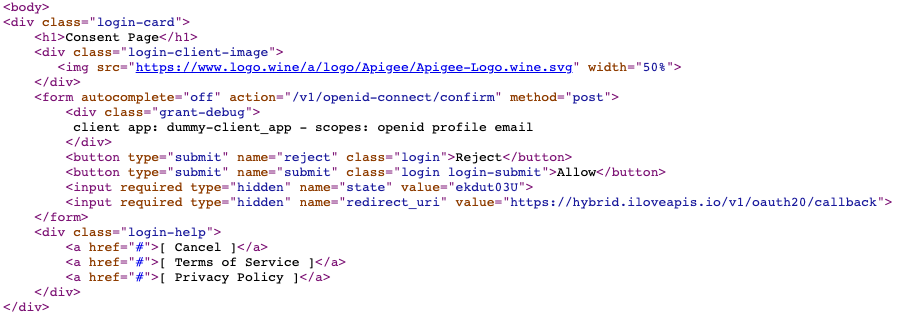 <body>
<div class="login-card">
<h1>Consent Page</h1>
<div class="login-client-image">
<img src="https://www.logo.wine/a/logo/Apigee/Apigee-Logo.wine.svg" width="50%">
</div>
<form autocomplete="off" action="/v1/openid-connect/confirm" method="post">
<div class="grant-debug">
client app: dummy-client_app - scopes: openid profile email
</div>
<button type="submit" name="reject" class="login">Reject</button>
<button type="submit" name="submit" class="login login-submit">Allow</button>
<input required type="hidden" name="state" value="ekdut03U">
<input required type="hidden" name="redirect_uri" value="https://hybrid.iloveapis.io/v1/oauth20/callback">
</form>
<div class="login-help">
<a href="#">[ Cancel ]</a>
<a href="#">[ Terms of Service ]</a>
<a href="#">[ Privacy Policy ]</a>
</div>
</div>